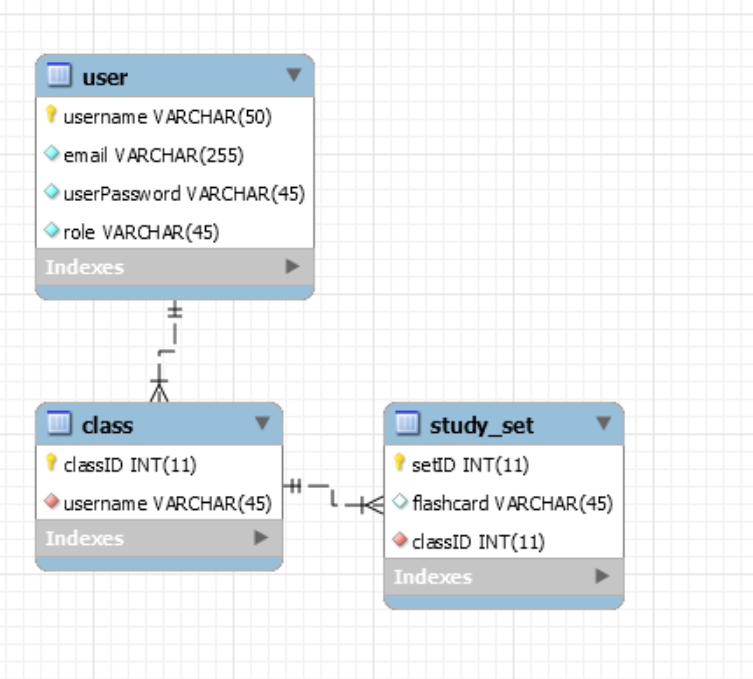 user
username VARCHAR(50)
email VARCHAR(255)
userPassword VARCHAR(45)
role VARCHAR(45)
Indexes
class
classID INT(11)
username VARCHAR(45)
Indexes
study_set
setID INT(11)
flashcard VARCHAR(45)
classID INT(11)
Indexes